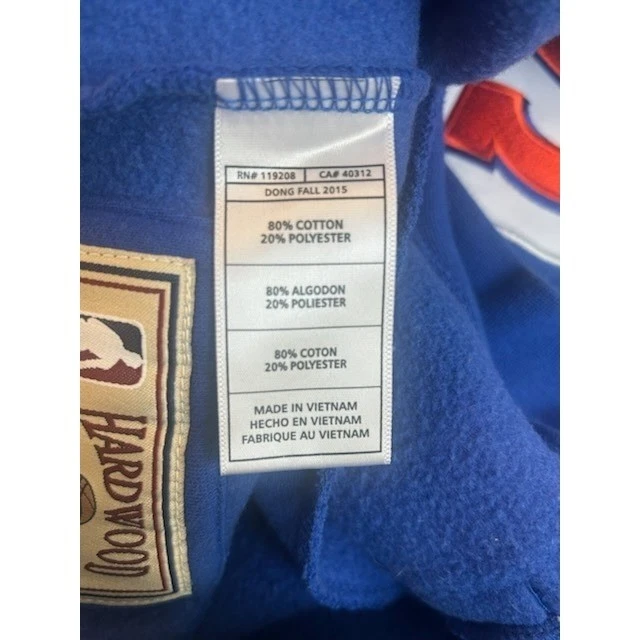 RN# 119208 CA# 40312
DONG FALL 2015
80% COTTON
20% POLYESTER
80% ALGODON
20% POLIESTER
80% COTON
20% POLYESTER
MADE IN VIETNAM
HECHO EN VIETNAM
FABRIQUE AU VIETNAM
HARDWOO